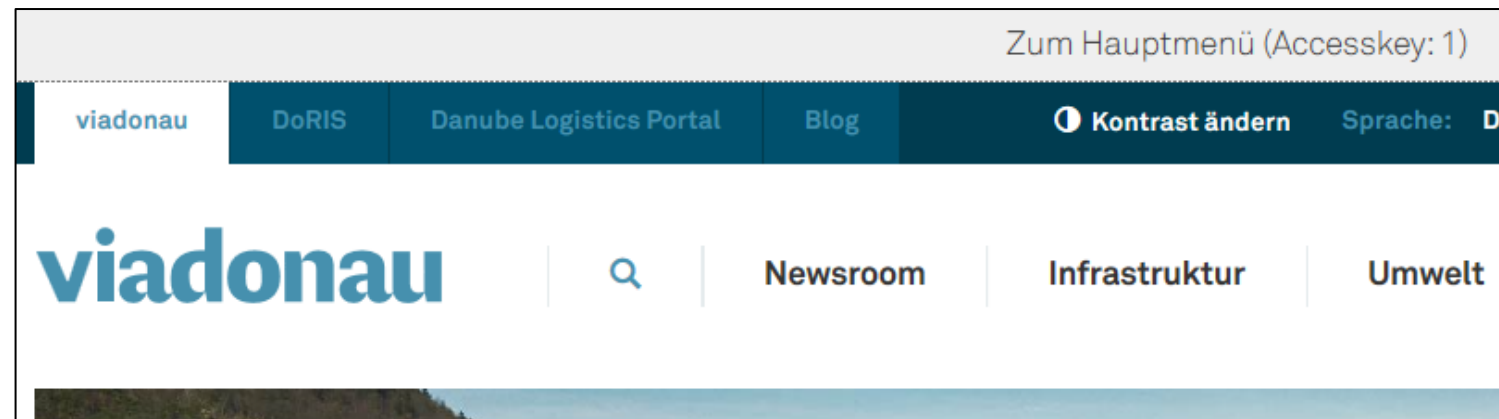 Zum Hauptmenü (Accesskey: 1)
viadonau DoRIS Danube Logistics Portal Blog Kontrast ändern Sprache: D
viadonau Newsroom Infrastruktur Umwelt